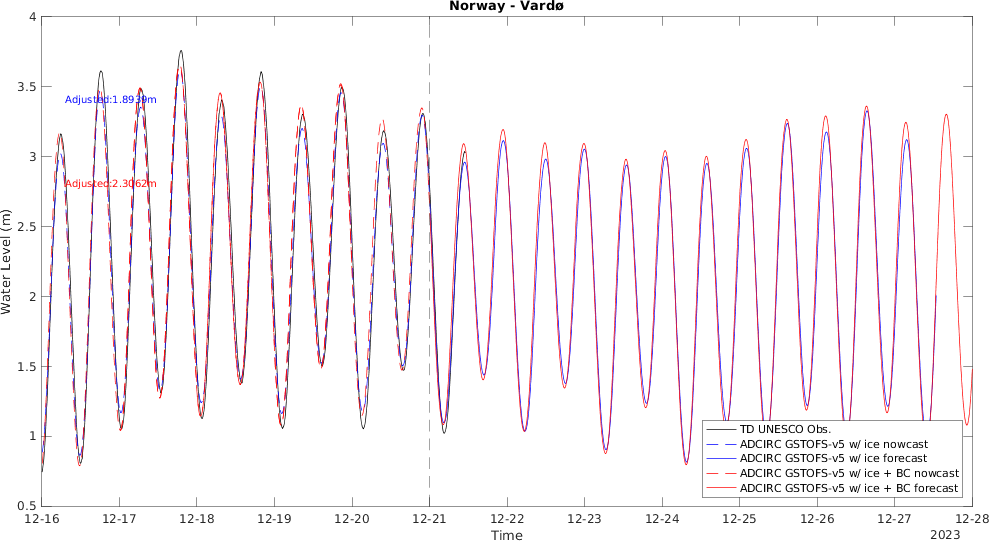 Norway - Vardø
4
3.5
3
2.5
2
1.5
1
0.5
Water Level (m)
Adjusted:1.8939m
Adjusted:2.3062m
TD UNESCO Obs.
ADCIRC GSTOFS-v5 w/ ice nowcast
ADCIRC GSTOFS-v5 w/ ice forecast
ADCIRC GSTOFS-v5 w/ ice + BC nowcast
ADCIRC GSTOFS-v5 w/ ice + BC forecast
12-16 12-17 12-18 12-19 12-20 12-21 12-22 12-23 12-24 12-25 12-26 12-27 12-28
Time
2023